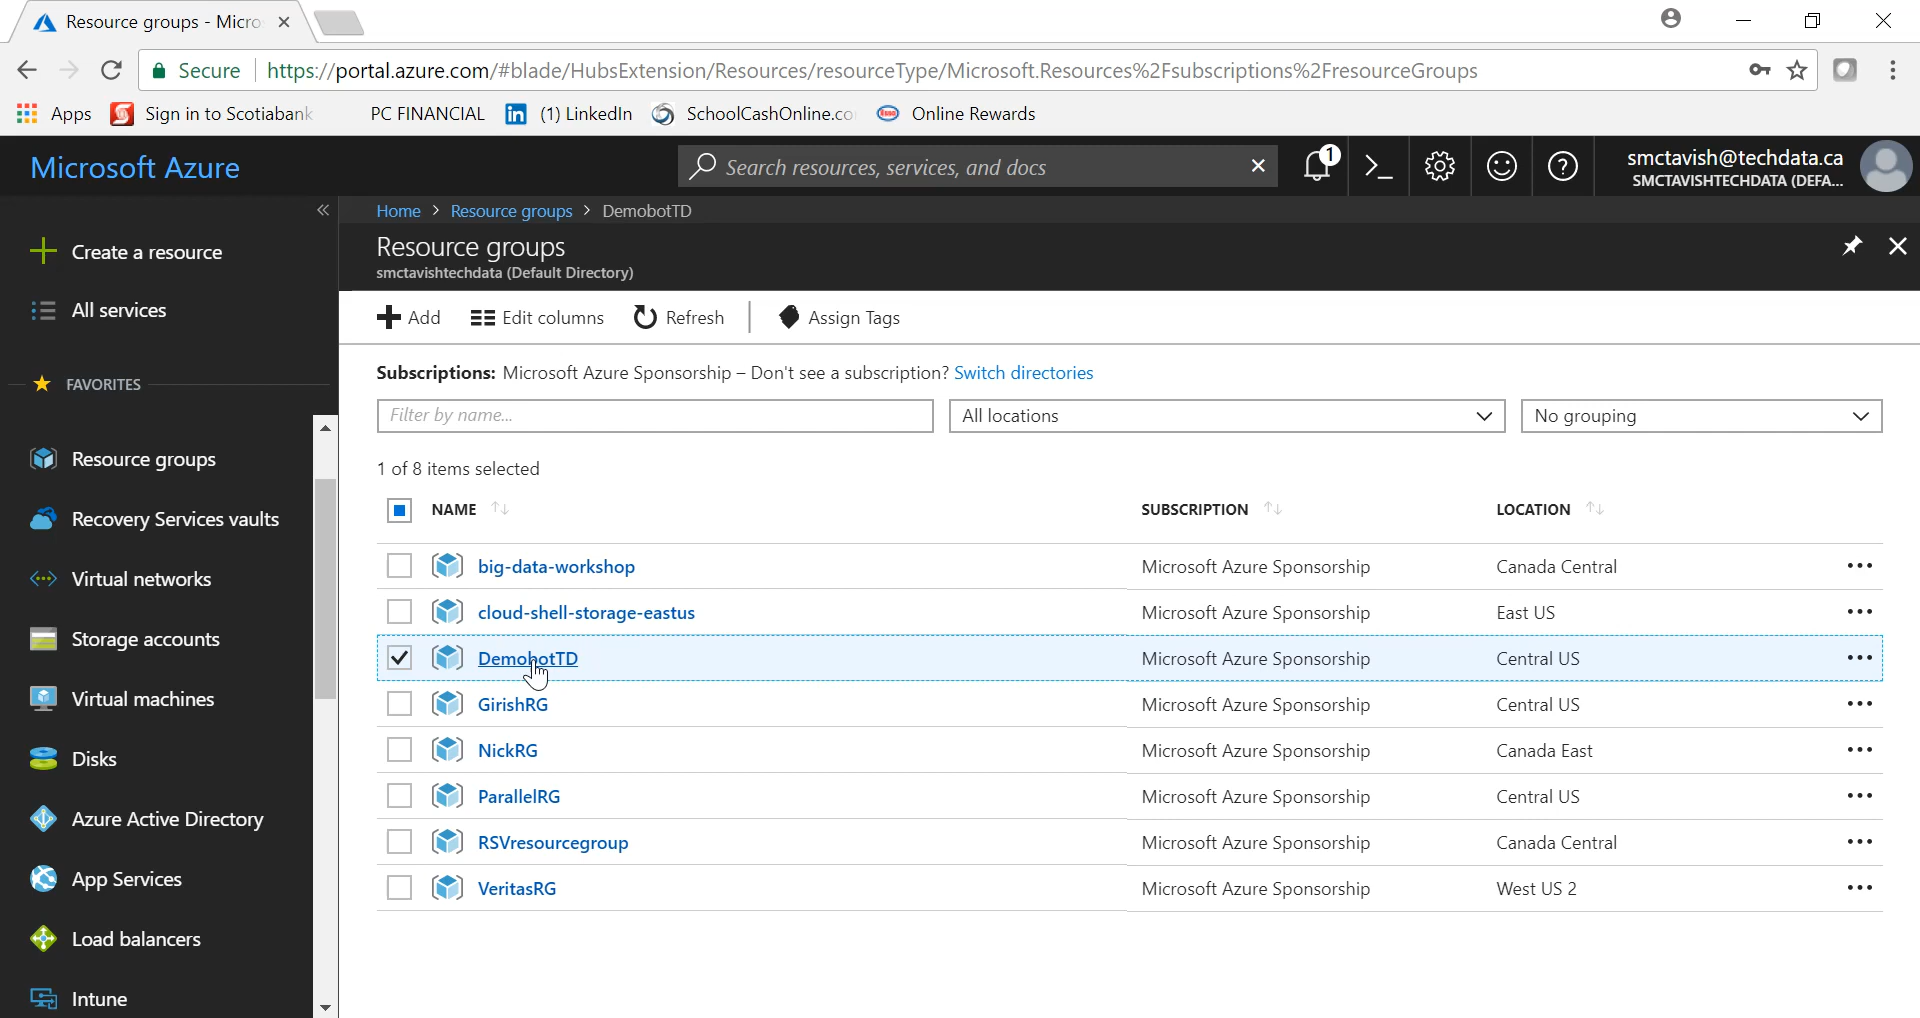 Resource groups - Micro
Secure
https://portal.azure.com/#blade/HubsExtension/Resources/resourceType/Microsoft.Resources%2Fsubscriptions%2FresourceGroups
Apps
Sign in to Scotiabank
PC FINANCIAL
(1) LinkedIn
SchoolCashOnline.co
Online Rewards
Microsoft Azure
Search resources, services, and docs
1
smctavish@techdata.ca
SMCTAVISHTECHDATA (DEFA...
Home > Resource groups > DemobotTD
Resource groups
smctavishtechdata (Default Directory)
Create a resource
All services
FAVORITES
Resource groups
Recovery Services vaults
Virtual networks
Storage accounts
Virtual machines
Disks
Azure Active Directory
App Services
Load balancers
Intune
Add
Edit columns
Refresh
Assign Tags
Subscriptions: Microsoft Azure Sponsorship – Don't see a subscription? Switch directories
Filter by name...
All locations
No grouping
1 of 8 items selected
NAME SUBSCRIPTION LOCATION
big-data-workshop Microsoft Azure Sponsorship Canada Central
cloud-shell-storage-eastus Microsoft Azure Sponsorship East US
DemobotTD Microsoft Azure Sponsorship Central US
GirishRG Microsoft Azure Sponsorship Central US
NickRG Microsoft Azure Sponsorship Canada East
ParallelRG Microsoft Azure Sponsorship Central US
RSVresourcegroup Microsoft Azure Sponsorship Canada Central
VeritasRG Microsoft Azure Sponsorship West US 2